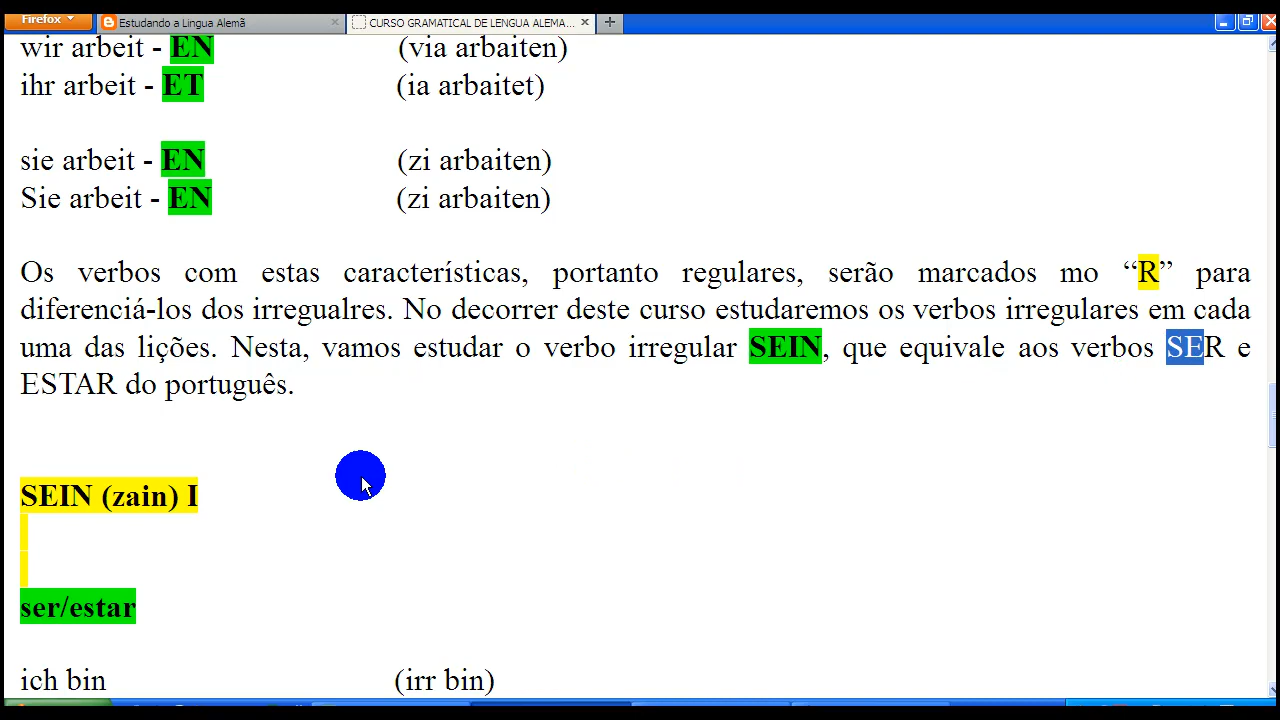 Firefox
Estudando a Lingua Alemã
CURSO GRAMATICAL DE LENGUA ALEMA...
wir arbeit - EN (via arbaiten)
ihr arbeit - ET (ia arbaitet)
sie arbeit - EN (zi arbaiten)
Sie arbeit - EN (zi arbaiten)
Os verbos com estas características, portanto regulares, serão marcados mo “R” para
diferenciá-los dos irregualres. No decorrer deste curso estudaremos os verbos irregulares em cada
uma das lições. Nesta, vamos estudar o verbo irregular SEIN, que equivale aos verbos SER e
ESTAR do português.
SEIN (zain) I
ser/estar
ich bin (irr bin)